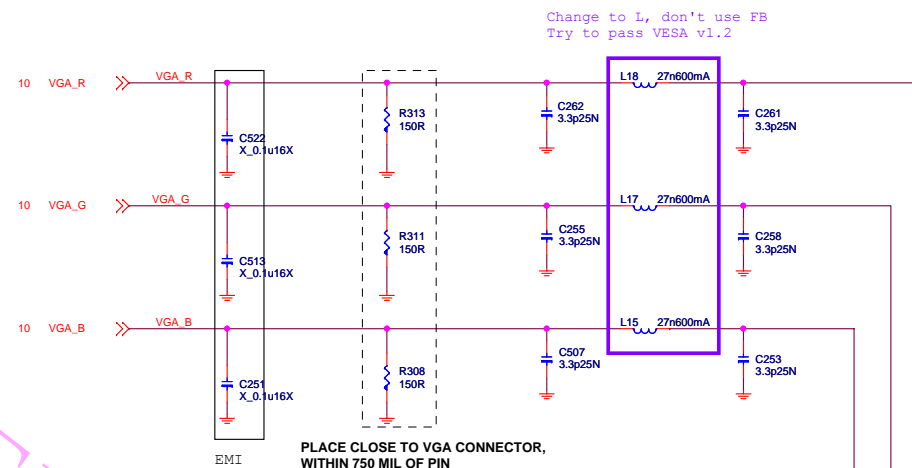 Change to L, don't use FB
Try to pass VESA v1.2
10 VGA_R VGA_R L18 27n600mA
C522
X_0.1u16X
R313
150R
C262
3.3p25N
C261
3.3p25N
10 VGA_G VGA_G L17 27n600mA
C513
X_0.1u16X
R311
150R
C255
3.3p25N
C258
3.3p25N
10 VGA_B VGA_B L15 27n600mA
C251
X_0.1u16X
R308
150R
C507
3.3p25N
C253
3.3p25N
EMI
PLACE CLOSE TO VGA CONNECTOR,
WITHIN 750 MIL OF PIN